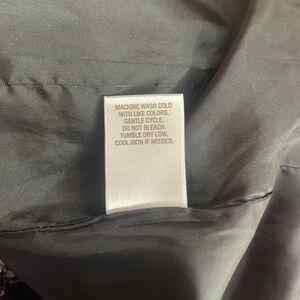 MACHINE WASH COLD
WITH LIKE COLORS.
GENTLE CYCLE.
DO NOT BLEACH.
TUMBLE DRY LOW.
COOL IRON IF NEEDED.